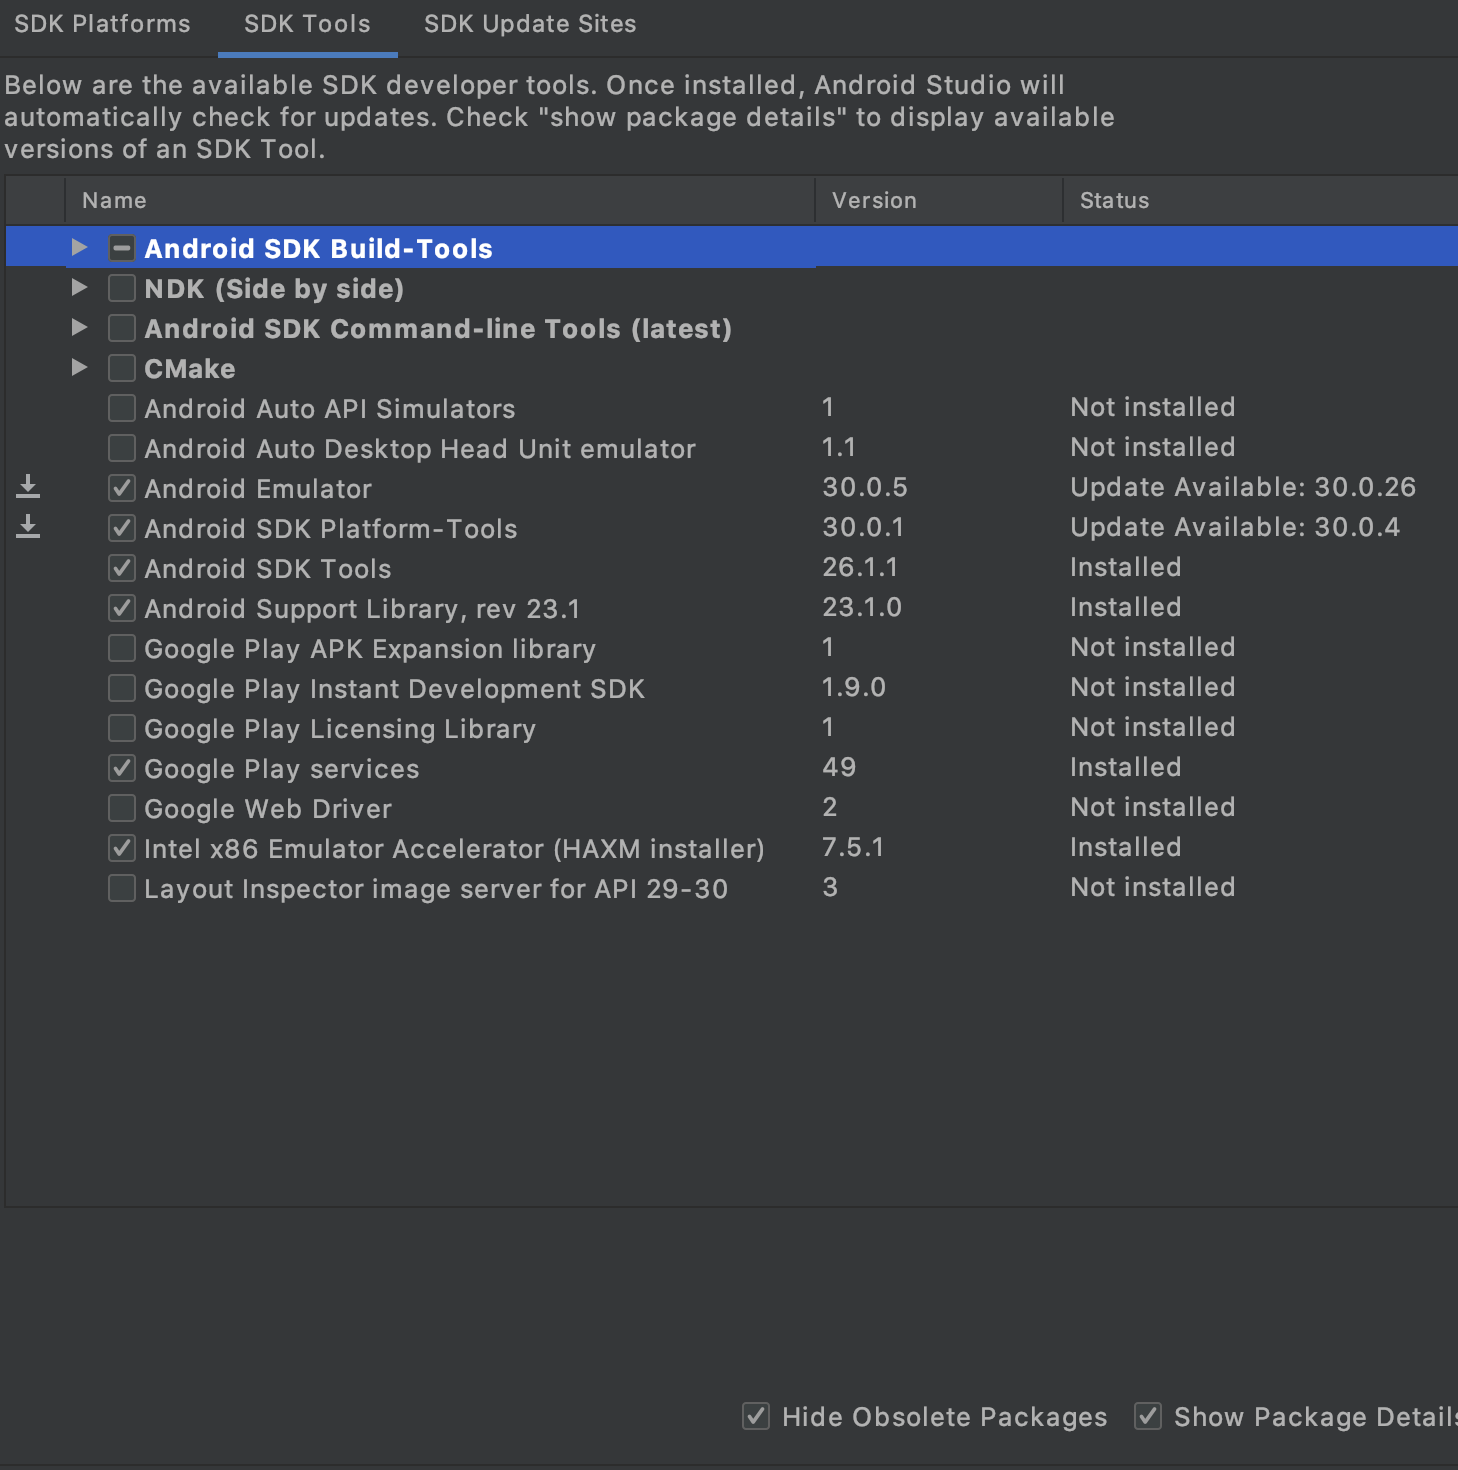 SDK Platforms SDK Tools SDK Update Sites
Below are the available SDK developer tools. Once installed, Android Studio will
automatically check for updates. Check "show package details" to display available
versions of an SDK Tool.
Name Version Status
Android SDK Build-Tools
NDK (Side by side)
Android SDK Command-line Tools (latest)
CMake
Android Auto API Simulators 1 Not installed
Android Auto Desktop Head Unit emulator 1.1 Not installed
Android Emulator 30.0.5 Update Available: 30.0.26
Android SDK Platform-Tools 30.0.1 Update Available: 30.0.4
Android SDK Tools 26.1.1 Installed
Android Support Library, rev 23.1 23.1.0 Installed
Google Play APK Expansion library 1 Not installed
Google Play Instant Development SDK 1.9.0 Not installed
Google Play Licensing Library 1 Not installed
Google Play services 49 Installed
Google Web Driver 2 Not installed
Intel x86 Emulator Accelerator (HAXM installer) 7.5.1 Installed
Layout Inspector image server for API 29-30 3 Not installed
Hide Obsolete Packages Show Package Details